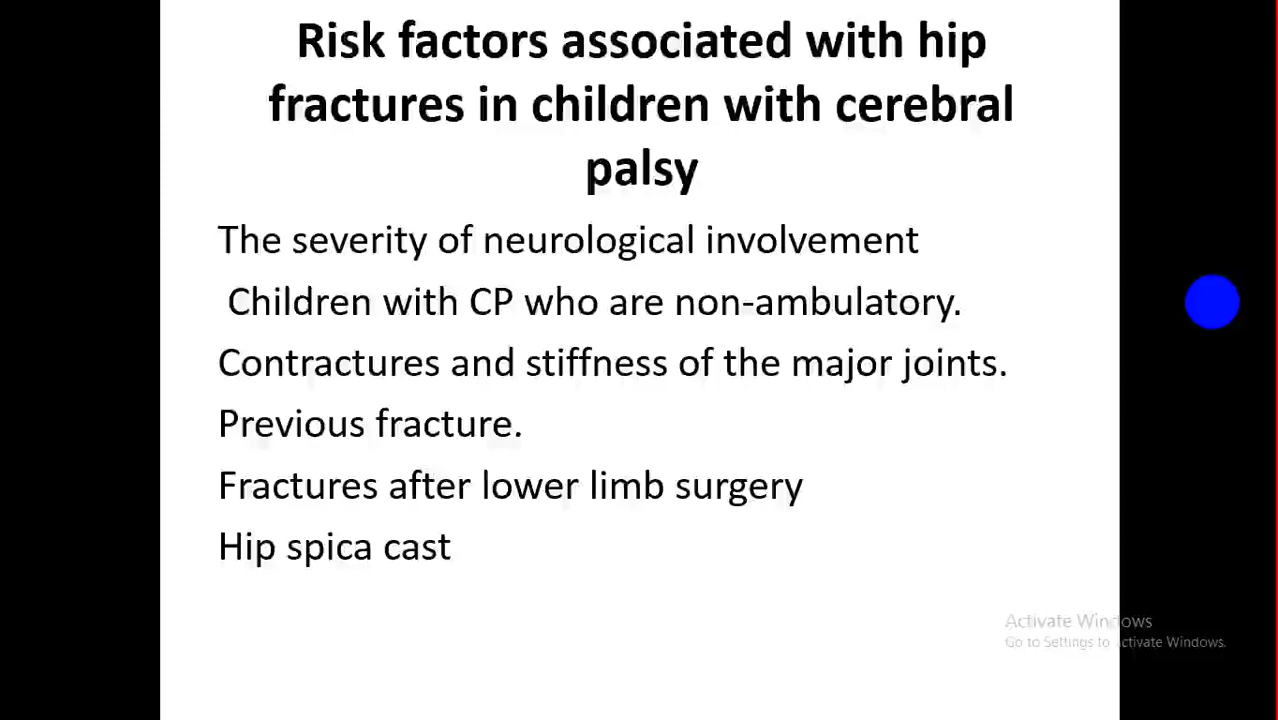 Risk factors associated with hip
fractures in children with cerebral
palsy
The severity of neurological involvement
Children with CP who are non-ambulatory.
Contractures and stiffness of the major joints.
Previous fracture.
Fractures after lower limb surgery
Hip spica cast
Activate Windows
Go to Settings to activate Windows.